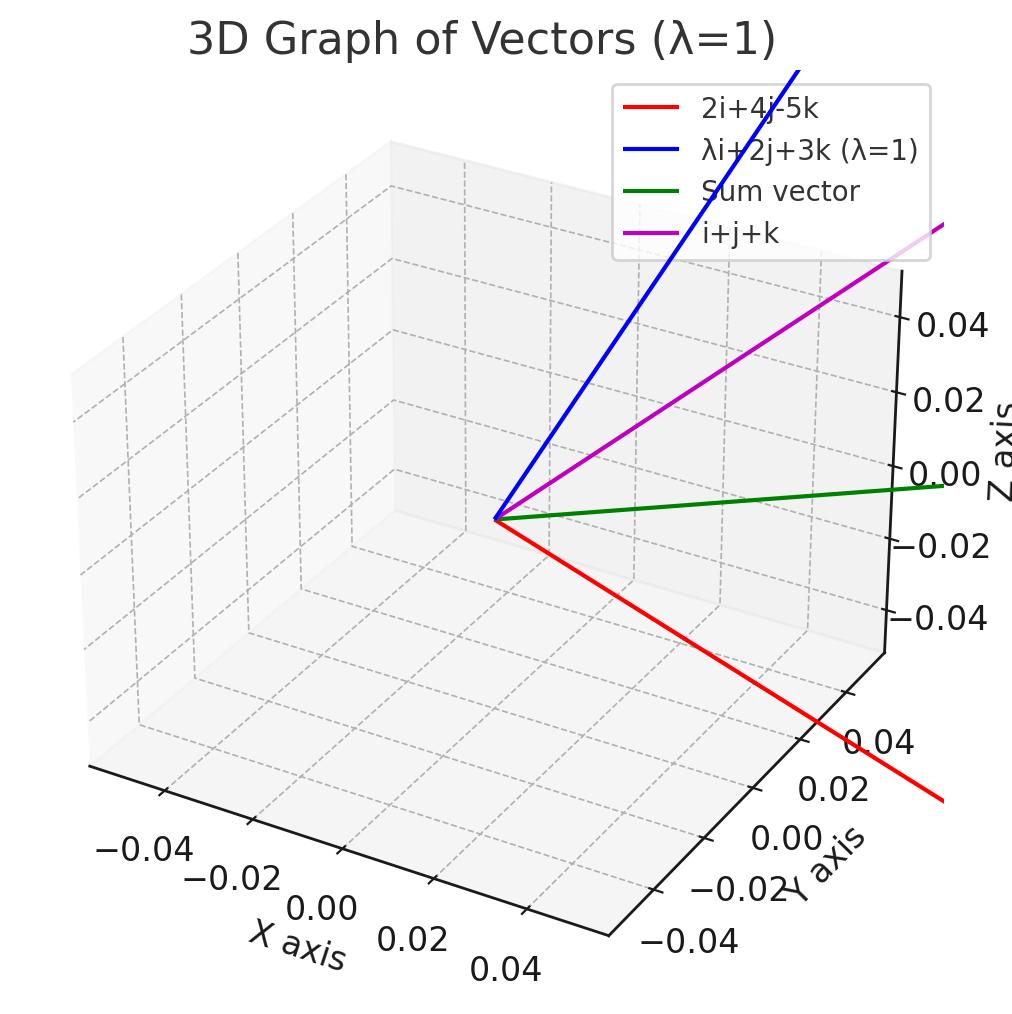 3D Graph of Vectors (λ=1)
2i+4j-5k
λi+2j+3k (λ=1)
Sum vector
i+j+k
0.04
0.02
0.00
−0.02
−0.04
Z axis
0.04
0.02
0.00
−0.02
−0.04
Y axis
−0.04
−0.02
0.00
0.02
0.04
X axis